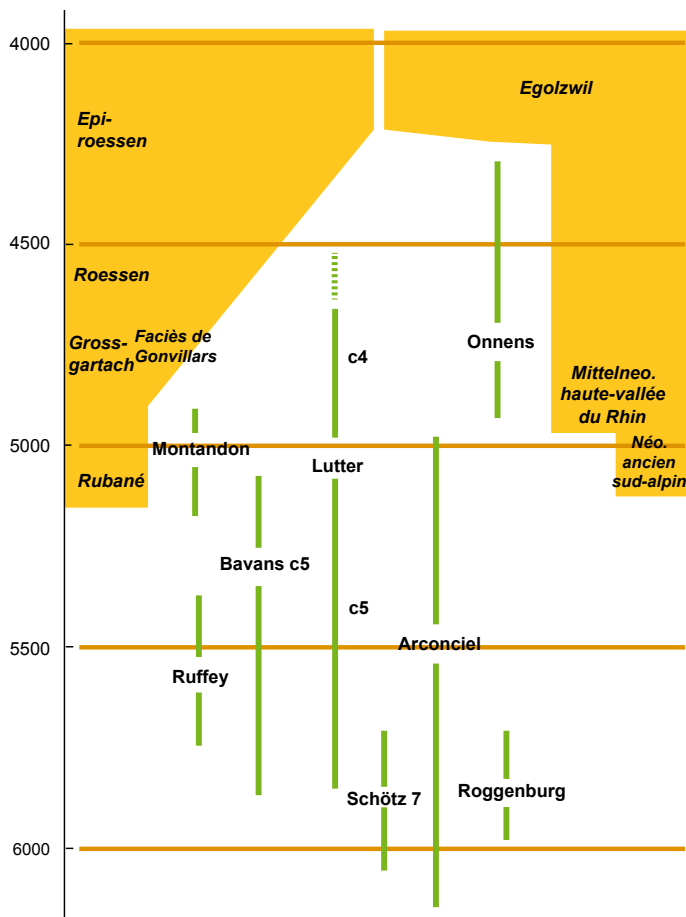 4000
Egolzwil
Epi-
roessen
4500
Roessen
Gross-
gartach
Faciès de
Gonvillars
c4
Onnens
Mittelneo.
haute-vallée
du Rhin
5000
Montandon
Lutter
Néo.
ancien
sud-alpin
Rubané
Bavans c5
c5
5500
Arconciel
Ruffey
Schötz 7
Roggenburg
6000